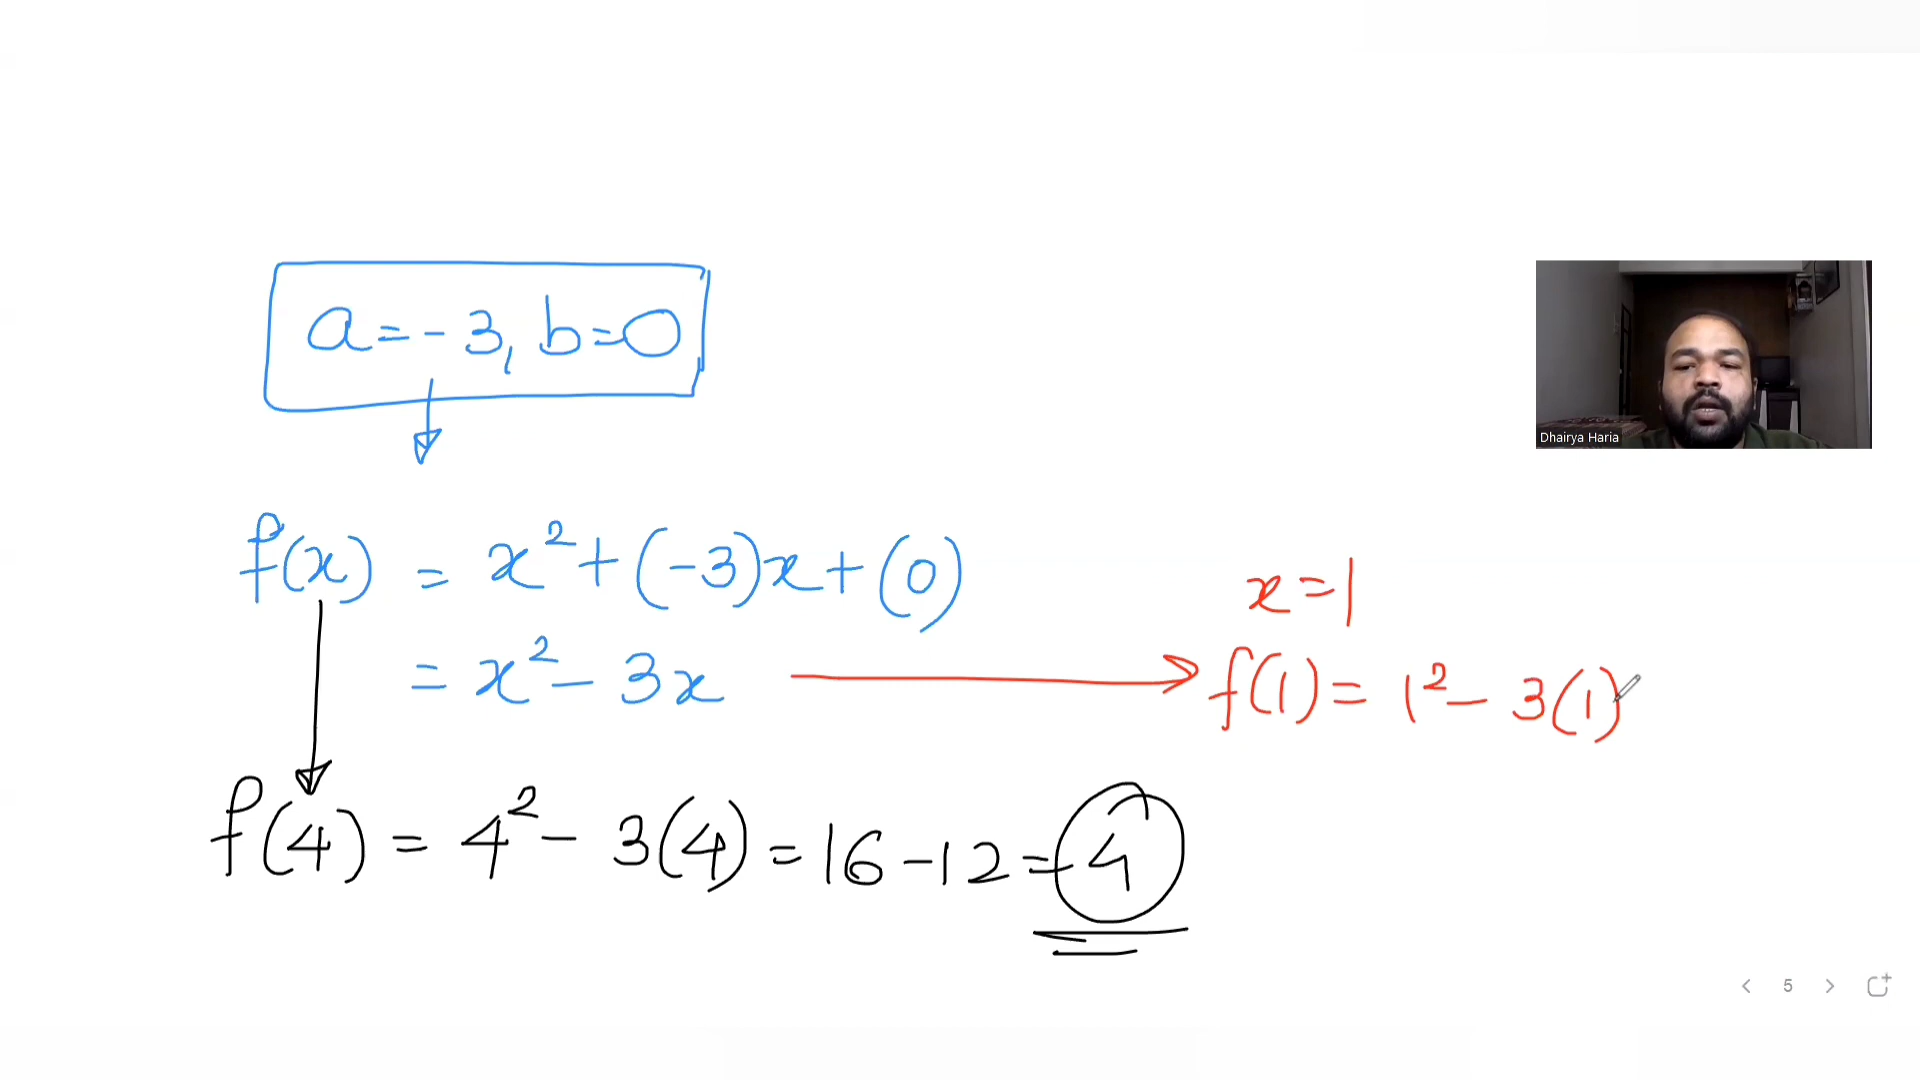 a=-3, b=0
Dhairya Haria
f(x) = x²+(-3)x+(0)
x=1
= x²- 3x
f(1)= 1²- 3(1)
f(4) = 4²- 3(4) =16-12=4
5